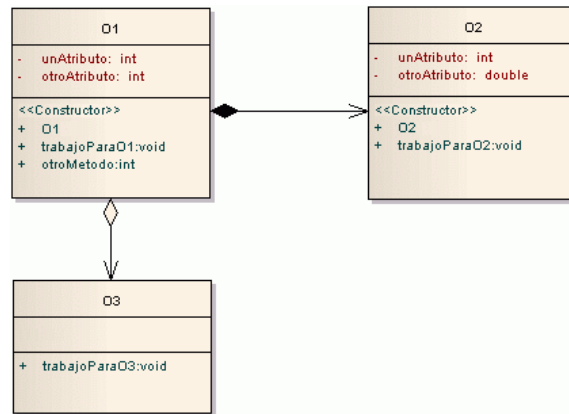 O1
- unAtributo: int
- otroAtributo: int
<<Constructor>>
+ O1
+ trabajoParaO1:void
+ otroMetodo:int
O2
- unAtributo: int
- otroAtributo: double
<<Constructor>>
+ O2
+ trabajoParaO2:void
O3
+ trabajoParaO3:void